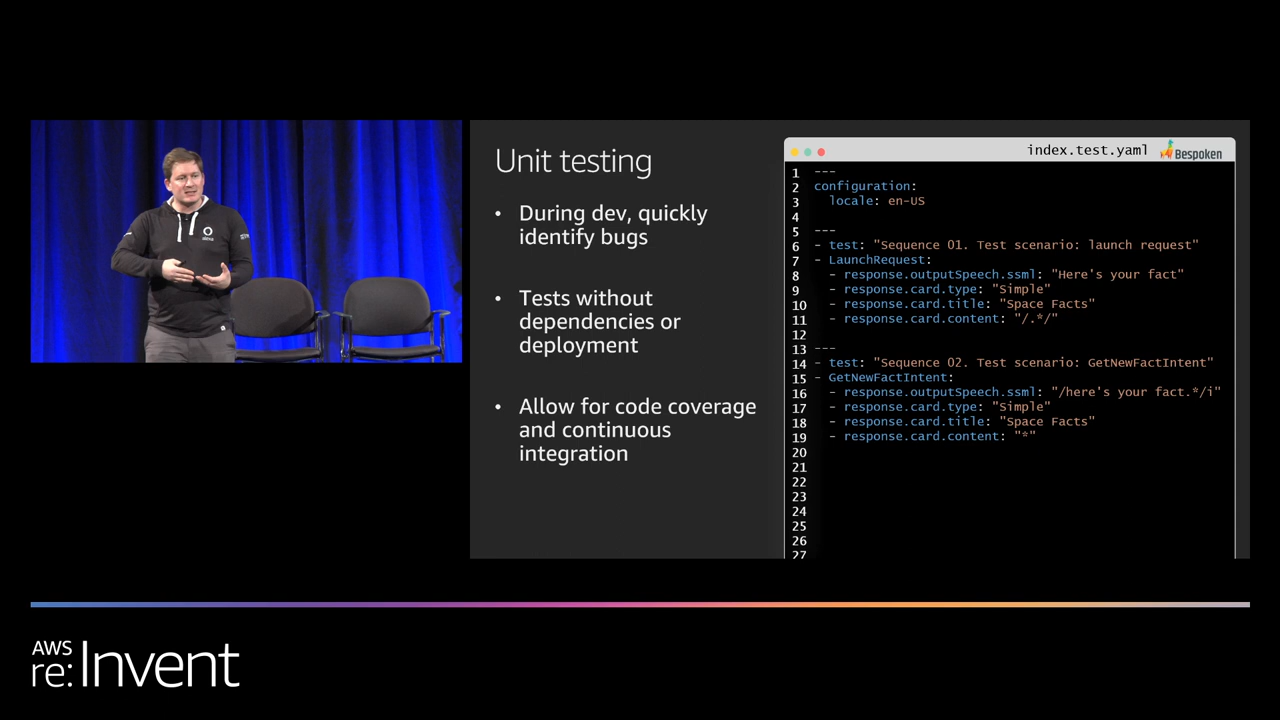 Unit testing
• During dev, quickly
identify bugs
• Tests without
dependencies or
deployment
• Allow for code coverage
and continuous
integration
index.test.yaml
Bespoken
1 ---
2 configuration:
3   locale: en-US
4
5 ---
6 - test: "Sequence 01. Test scenario: launch request"
7 - LaunchRequest:
8   - response.outputSpeech.ssml: "Here's your fact"
9   - response.card.type: "Simple"
10   - response.card.title: "Space Facts"
11   - response.card.content: "/.*/"
12
13 ---
14 - test: "Sequence 02. Test scenario: GetNewFactIntent"
15 - GetNewFactIntent:
16   - response.outputSpeech.ssml: "/here's your fact.*/i"
17   - response.card.type: "Simple"
18   - response.card.title: "Space Facts"
19   - response.card.content: "*"
20
21
22
23
24
25
26
27
alexa
AWS
re:Invent